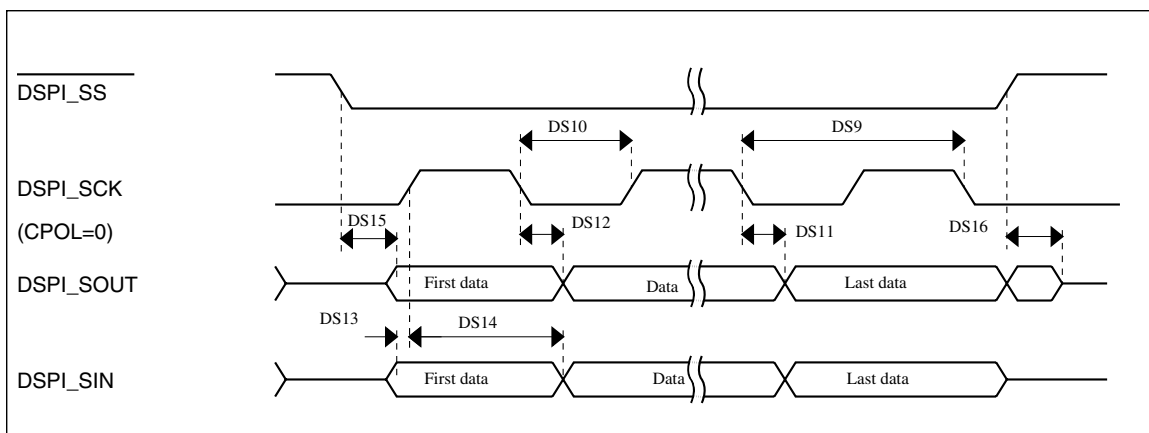 DSPI_SS
DS10
DS9
DSPI_SCK
(CPOL=0)
DS15
DS12
DS11
DS16
DSPI_SOUT
First data
Data
Last data
DS13
DS14
DSPI_SIN
First data
Data
Last data